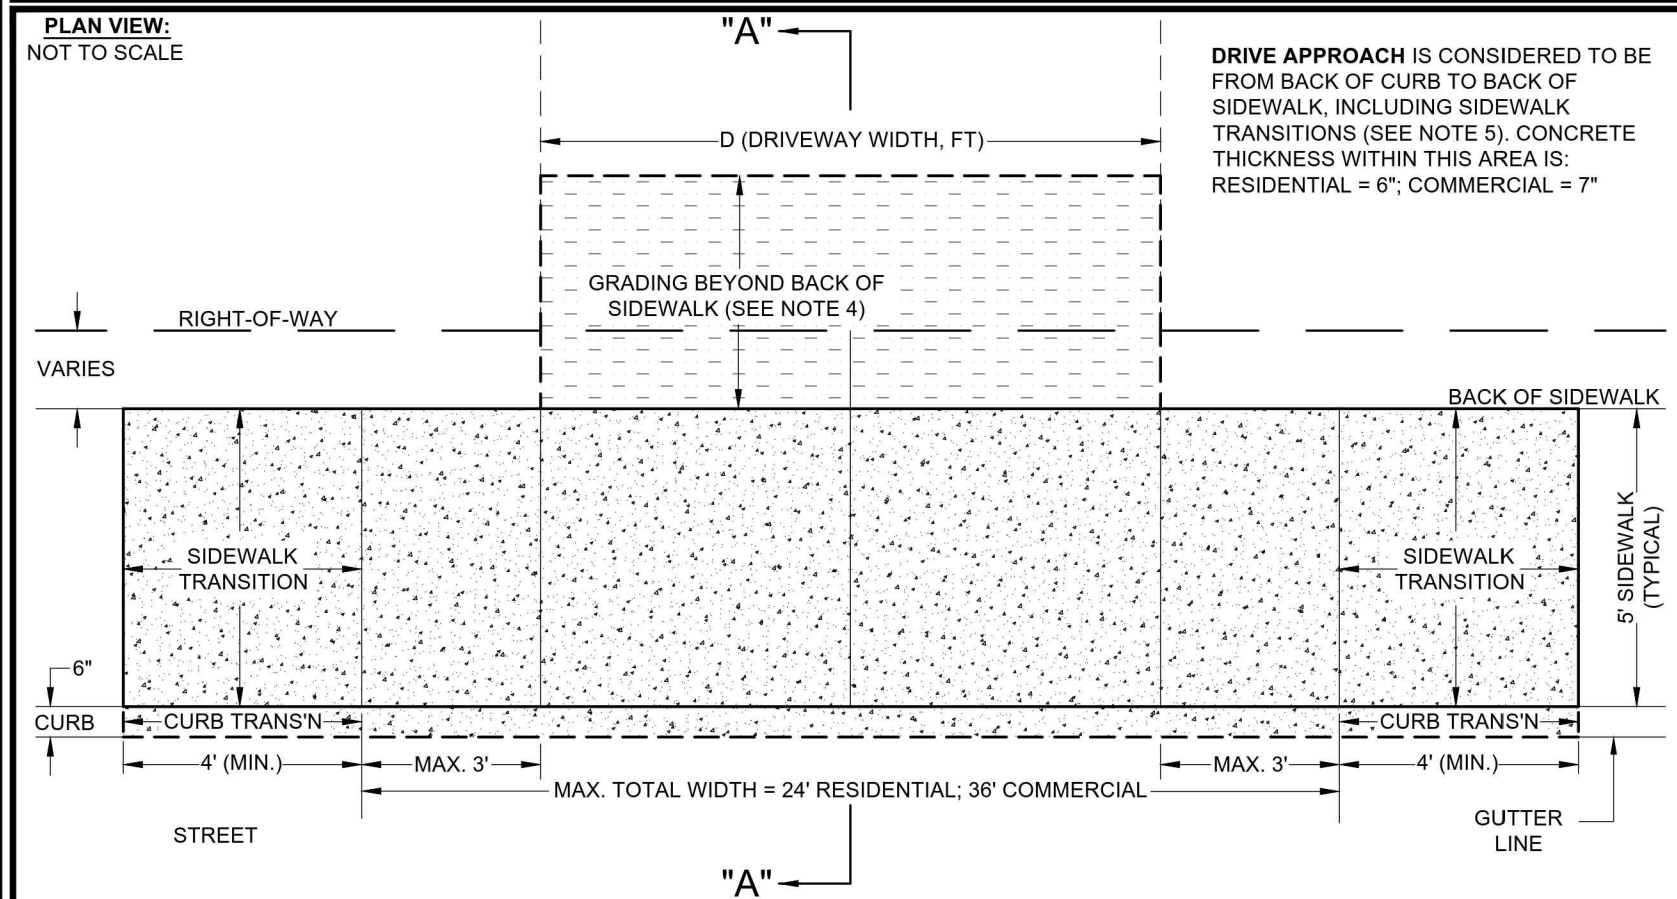 PLAN VIEW:
NOT TO SCALE
"A"
DRIVE APPROACH IS CONSIDERED TO BE
FROM BACK OF CURB TO BACK OF
SIDEWALK, INCLUDING SIDEWALK
TRANSITIONS (SEE NOTE 5). CONCRETE
THICKNESS WITHIN THIS AREA IS:
RESIDENTIAL = 6"; COMMERCIAL = 7"
D (DRIVEWAY WIDTH, FT)
GRADING BEYOND BACK OF
SIDEWALK (SEE NOTE 4)
RIGHT-OF-WAY
VARIES
BACK OF SIDEWALK
SIDEWALK
TRANSITION
SIDEWALK
TRANSITION
5' SIDEWALK
(TYPICAL)
6"
CURB
CURB TRANS'N
CURB TRANS'N
4' (MIN.)
MAX. 3'
MAX. 3'
4' (MIN.)
MAX. TOTAL WIDTH = 24' RESIDENTIAL; 36' COMMERCIAL
STREET
GUTTER
LINE
"A"